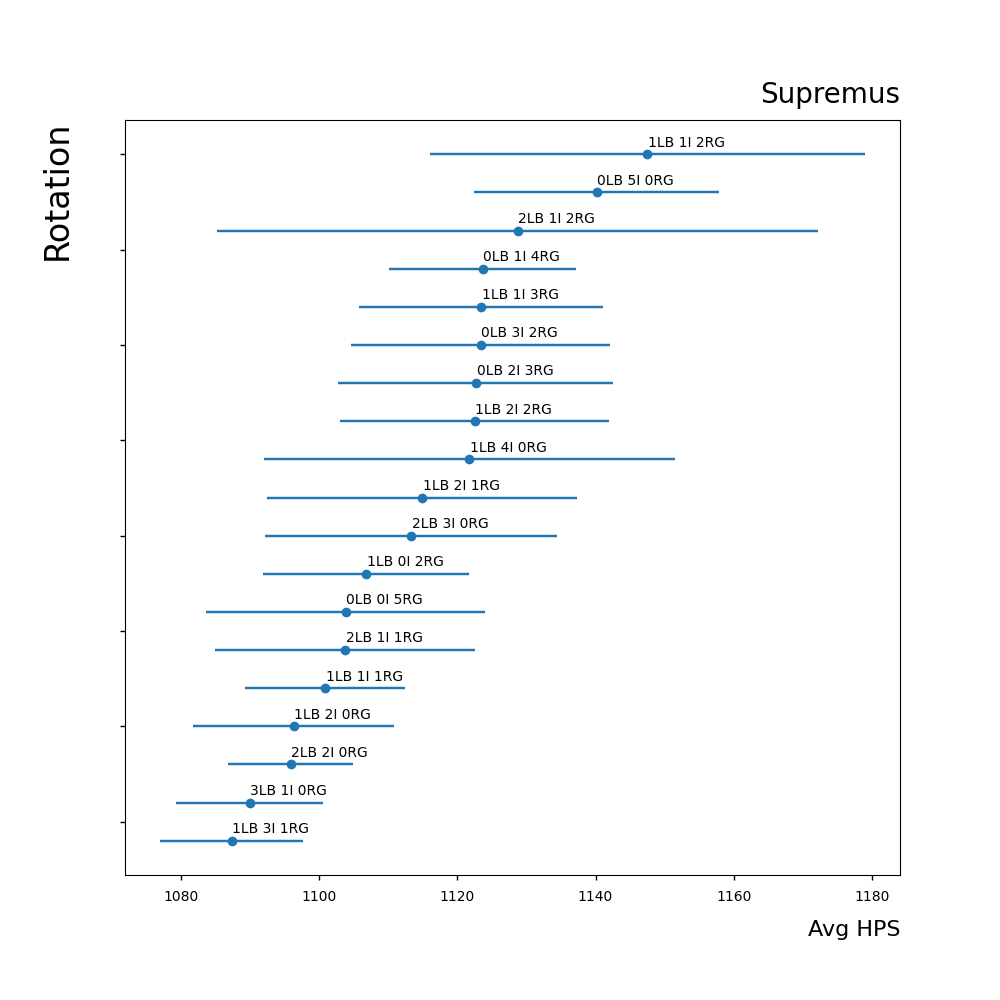 Supremus
Rotation
1LB 1I 2RG
0LB 5I 0RG
2LB 1I 2RG
0LB 1I 4RG
1LB 1I 3RG
0LB 3I 2RG
0LB 2I 3RG
1LB 2I 2RG
1LB 4I 0RG
1LB 2I 1RG
2LB 3I 0RG
1LB 0I 2RG
0LB 0I 5RG
2LB 1I 1RG
1LB 1I 1RG
1LB 2I 0RG
2LB 2I 0RG
3LB 1I 0RG
1LB 3I 1RG
1080 1100 1120 1140 1160 1180
Avg HPS